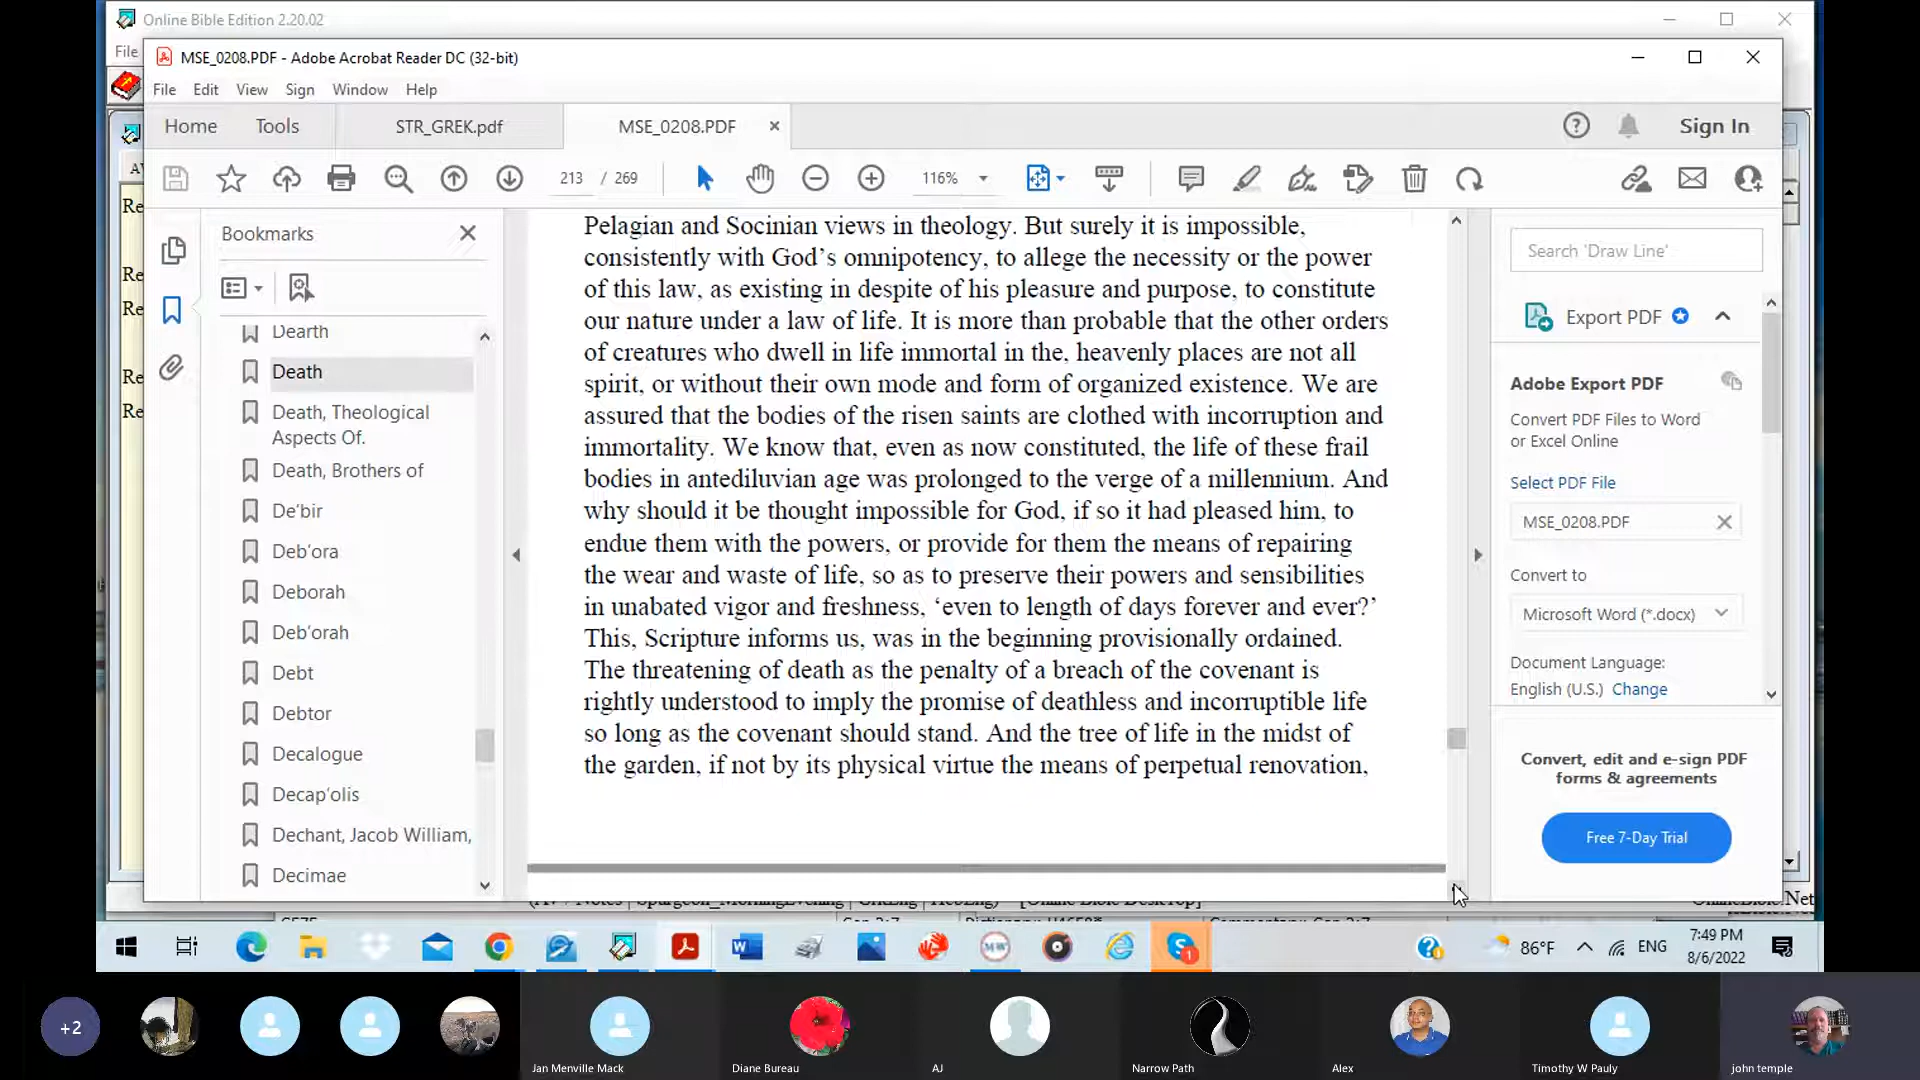 Online Bible Edition 2.20.02
File
MSE_0208.PDF - Adobe Acrobat Reader DC (32-bit)
File Edit View Sign Window Help
Home Tools STR_GREK.pdf MSE_0208.PDF Sign In
213 / 269 116%
Re
Re
Re
Re
Re
Bookmarks
Dearth
Death
Death, Theological
Aspects Of.
Death, Brothers of
De'bir
Deb'ora
Deborah
Deb'orah
Debt
Debtor
Decalogue
Decap'olis
Dechant, Jacob William,
Decimae
Pelagian and Socinian views in theology. But surely it is impossible,
consistently with God’s omnipotency, to allege the necessity or the power
of this law, as existing in despite of his pleasure and purpose, to constitute
our nature under a law of life. It is more than probable that the other orders
of creatures who dwell in life immortal in the, heavenly places are not all
spirit, or without their own mode and form of organized existence. We are
assured that the bodies of the risen saints are clothed with incorruption and
immortality. We know that, even as now constituted, the life of these frail
bodies in antediluvian age was prolonged to the verge of a millennium. And
why should it be thought impossible for God, if so it had pleased him, to
endue them with the powers, or provide for them the means of repairing
the wear and waste of life, so as to preserve their powers and sensibilities
in unabated vigor and freshness, ‘even to length of days forever and ever?’
This, Scripture informs us, was in the beginning provisionally ordained.
The threatening of death as the penalty of a breach of the covenant is
rightly understood to imply the promise of deathless and incorruptible life
so long as the covenant should stand. And the tree of life in the midst of
the garden, if not by its physical virtue the means of perpetual renovation,
Search 'Draw Line'
Export PDF
Adobe Export PDF
Convert PDF Files to Word
or Excel Online
Select PDF File
MSE_0208.PDF
Convert to
Microsoft Word (*.docx)
Document Language:
English (U.S.) Change
Convert, edit and e-sign PDF
forms & agreements
Free 7-Day Trial
86°F ENG 7:49 PM
8/6/2022
+2
Jan Menville Mack Diane Bureau AJ Narrow Path Alex Timothy W Pauly john temple